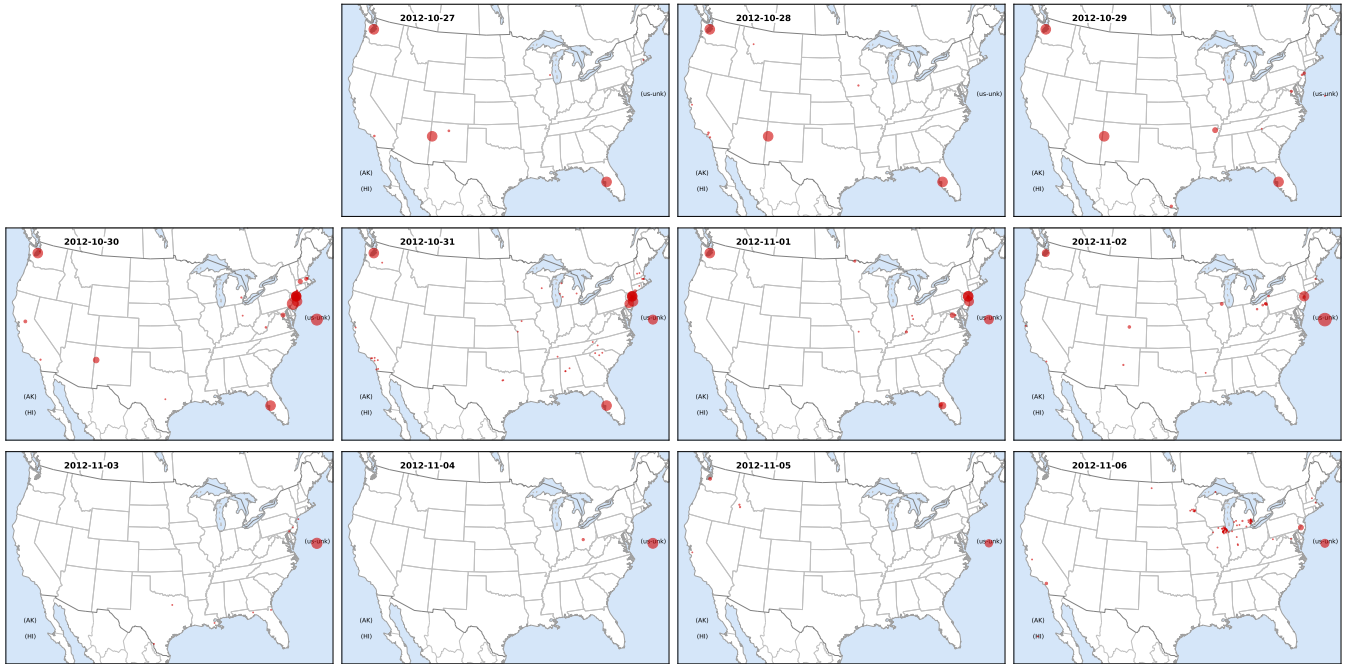 2012-10-27
(us-unk)
(AK)
(HI)
2012-10-28
(us-unk)
(AK)
(HI)
2012-10-29
(us-unk)
(AK)
(HI)
2012-10-30
(us-unk)
(AK)
(HI)
2012-10-31
(us-unk)
(AK)
(HI)
2012-11-01
(us-unk)
(AK)
(HI)
2012-11-02
(us-unk)
(AK)
(HI)
2012-11-03
(us-unk)
(AK)
(HI)
2012-11-04
(us-unk)
(AK)
(HI)
2012-11-05
(us-unk)
(AK)
(HI)
2012-11-06
(us-unk)
(AK)
(HI)